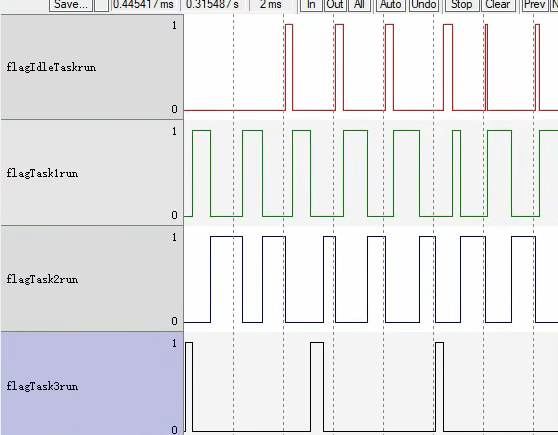 Save... 0.445417 ms 0.315487 s 2 ms In Out All Auto Undo Stop Clear Prev
1
flagIdleTaskrun
0
1
flagTask1run
0
1
flagTask2run
0
1
flagTask3run
0